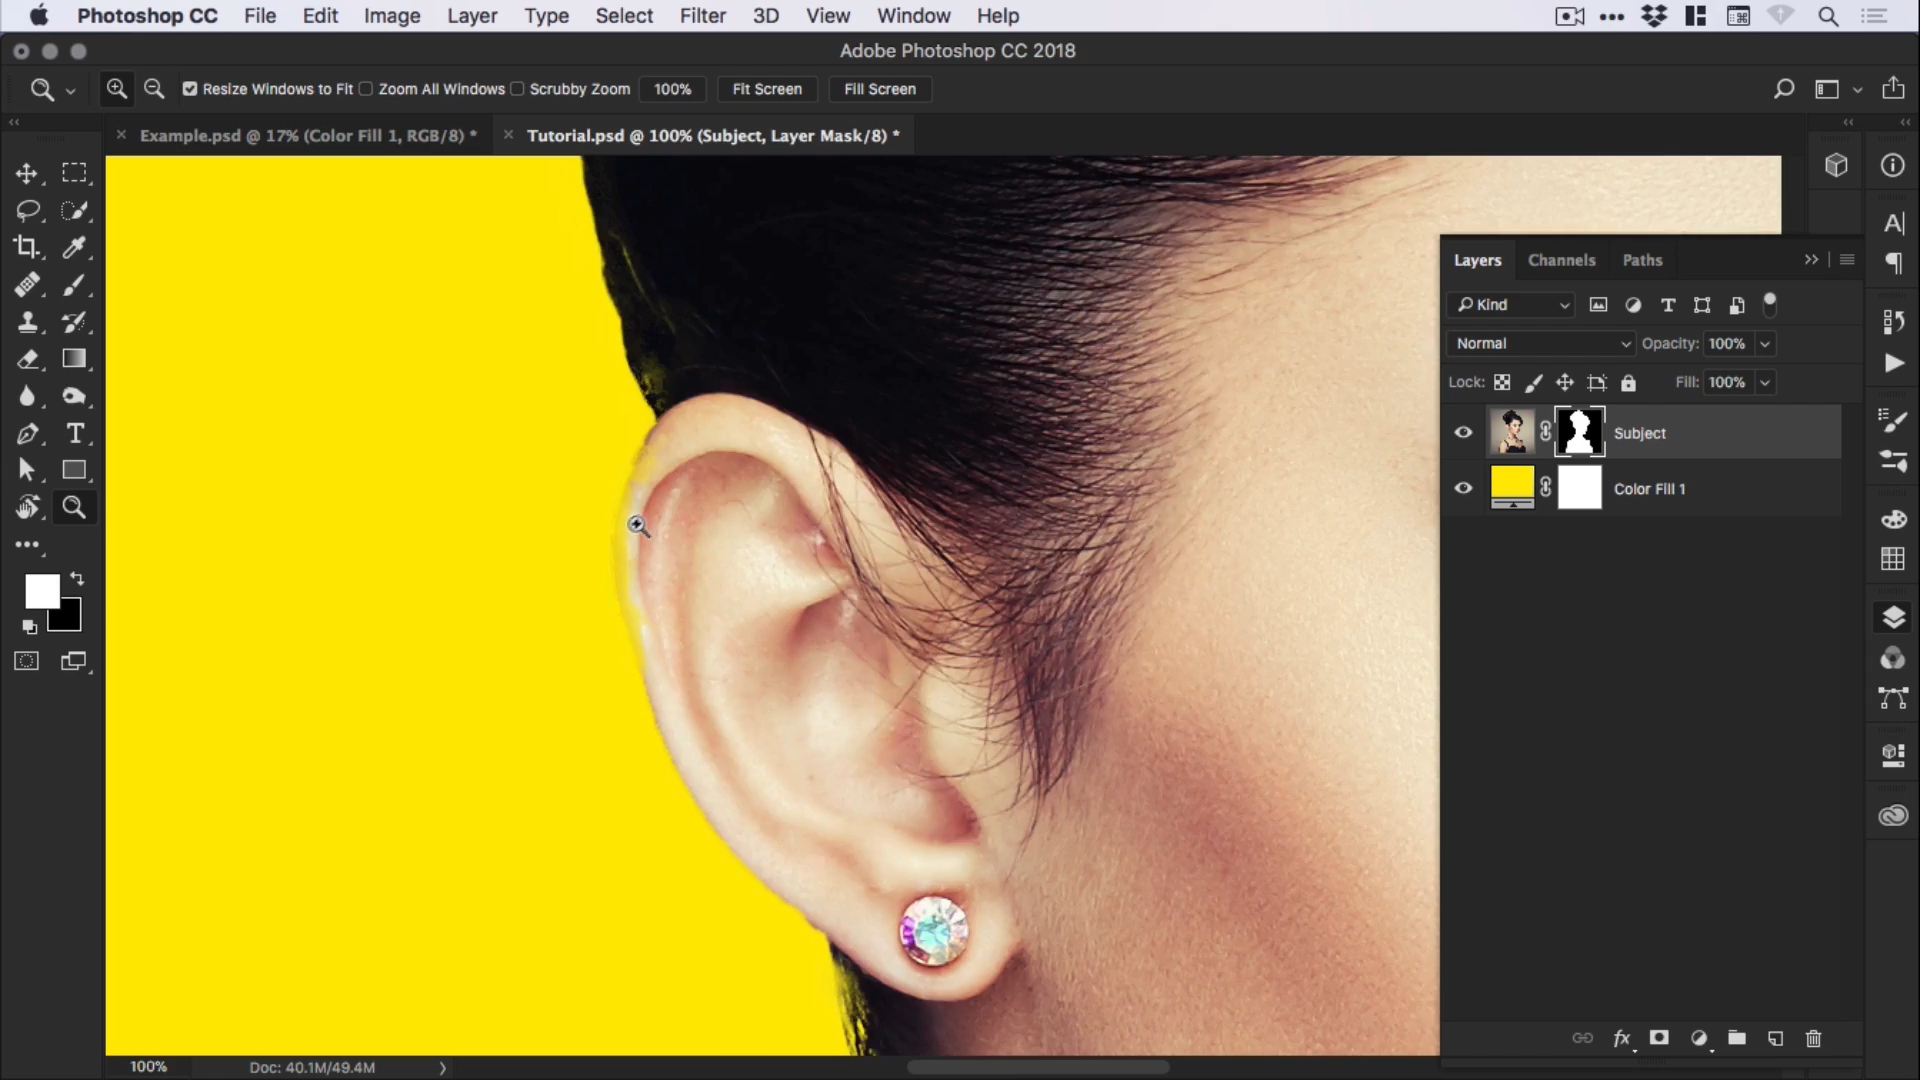 Photoshop CC File Edit Image Layer Type Select Filter 3D View Window Help
Adobe Photoshop CC 2018
Resize Windows to Fit Zoom All Windows Scrubby Zoom 100% Fit Screen Fill Screen
Example.psd @ 17% (Color Fill 1, RGB/8) * Tutorial.psd @ 100% (Subject, Layer Mask/8) *
Layers Channels Paths
Kind
Normal Opacity: 100%
Lock: Fill: 100%
Subject
Color Fill 1
fx
100% Doc: 40.1M/49.4M